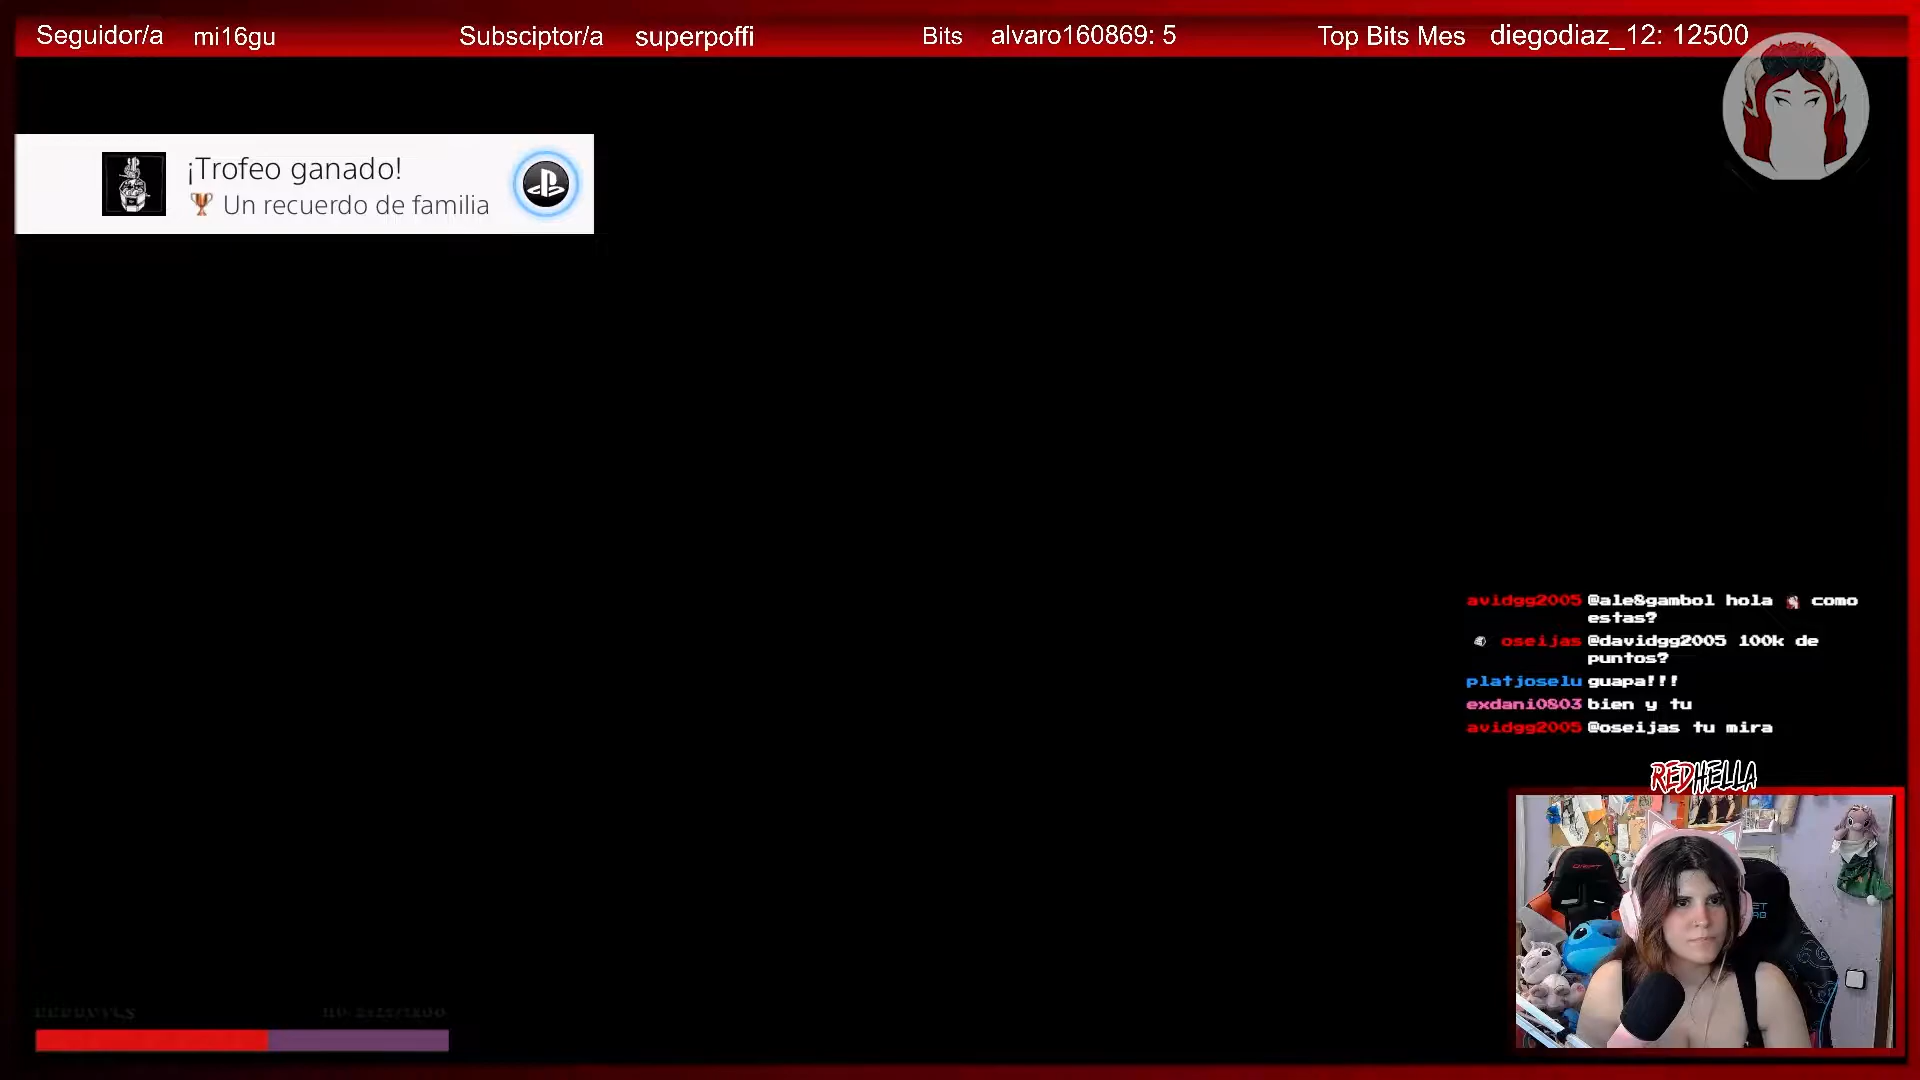 Seguidor/a mi16gu Subsciptor/a superpoffi Bits alvaro160869: 5 Top Bits Mes diegodiaz_12: 12500
¡Trofeo ganado!
Un recuerdo de familia
avidgg2005 @ale8gambol hola como
estas?
oseijas @davidgg2005 100k de
puntos?
platjoselu guapa!!!
exdani0803 bien y tu
avidgg2005 @oseijas tu mira
REDHELLA